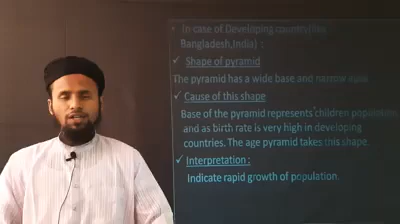 In case of Developing country(like
Bangladesh,India) :
✓ Shape of pyramid
The pyramid has a wide base and narrow apex
✓ Cause of this shape
Base of the pyramid represents children population
and as birth rate is very high in developing
countries. The age pyramid takes this shape.
✓ Interpretation :
Indicate rapid growth of population.